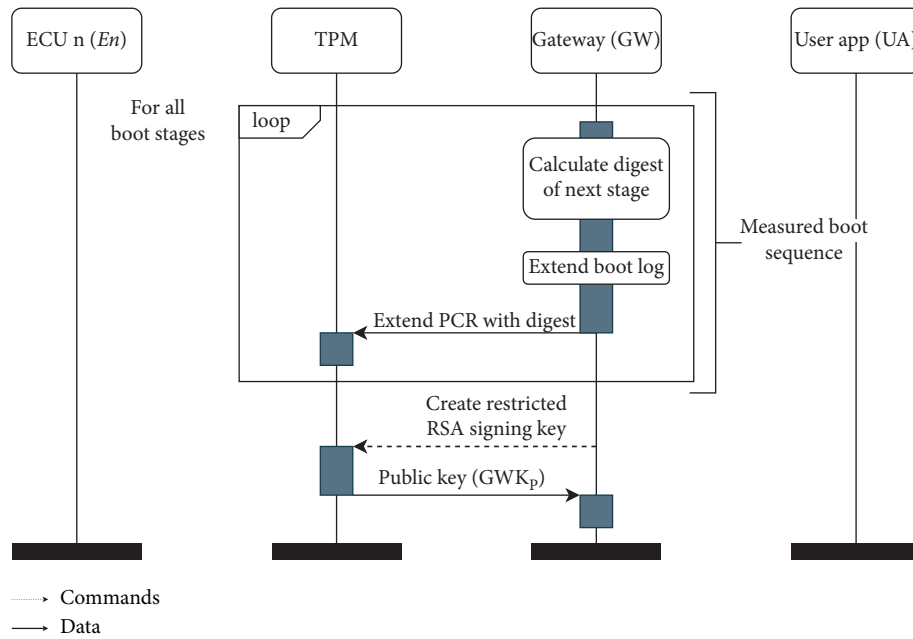 ECU n (En)
TPM
Gateway (GW)
User app (UA)
For all
boot stages
loop
Calculate digest
of next stage
Measured boot
sequence
Extend boot log
Extend PCR with digest
Create restricted
RSA signing key
Public key (GWKP)
Commands
Data